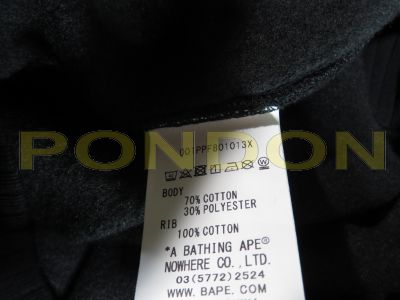 001PPF801013X
PONDON
BODY
70% COTTON
30% POLYESTER
RIB
100% COTTON
*A BATHING APE®
NOWHERE CO., LTD.
03(5772)2524
WWW.BAPE.COM